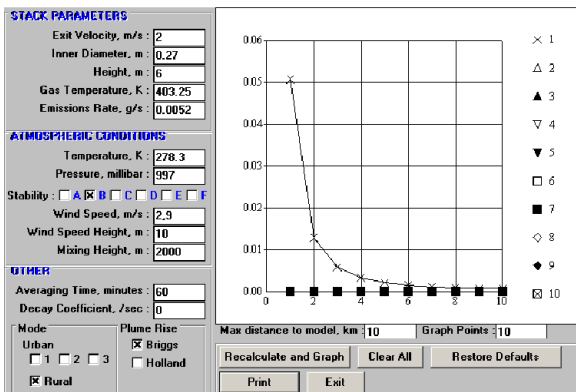 STACK PARAMETERS
Exit Velocity, m/s : 2
Inner Diameter, m : 0.27
Height, m : 6
Gas Temperature, K : 403.25
Emissions Rate, g/s : 0.0052
ATMOSPHERIC CONDITIONS
Temperature, K : 278.3
Pressure, millibar : 997
Stability : A B C D E F
Wind Speed, m/s : 2.9
Wind Speed Height, m : 10
Mixing Height, m : 2000
OTHER
Averaging Time, minutes : 60
Decay Coefficient, /sec : 0
Mode
Urban
1 2 3
Rural
Plume Rise
Briggs
Holland
0.06
0.05
0.04
0.03
0.02
0.01
0.00
0 2 4 6 8 10
1
2
3
4
5
6
7
8
9
10
Max distance to model, km : 10 Graph Points : 10
Recalculate and Graph Clear All Restore Defaults
Print Exit